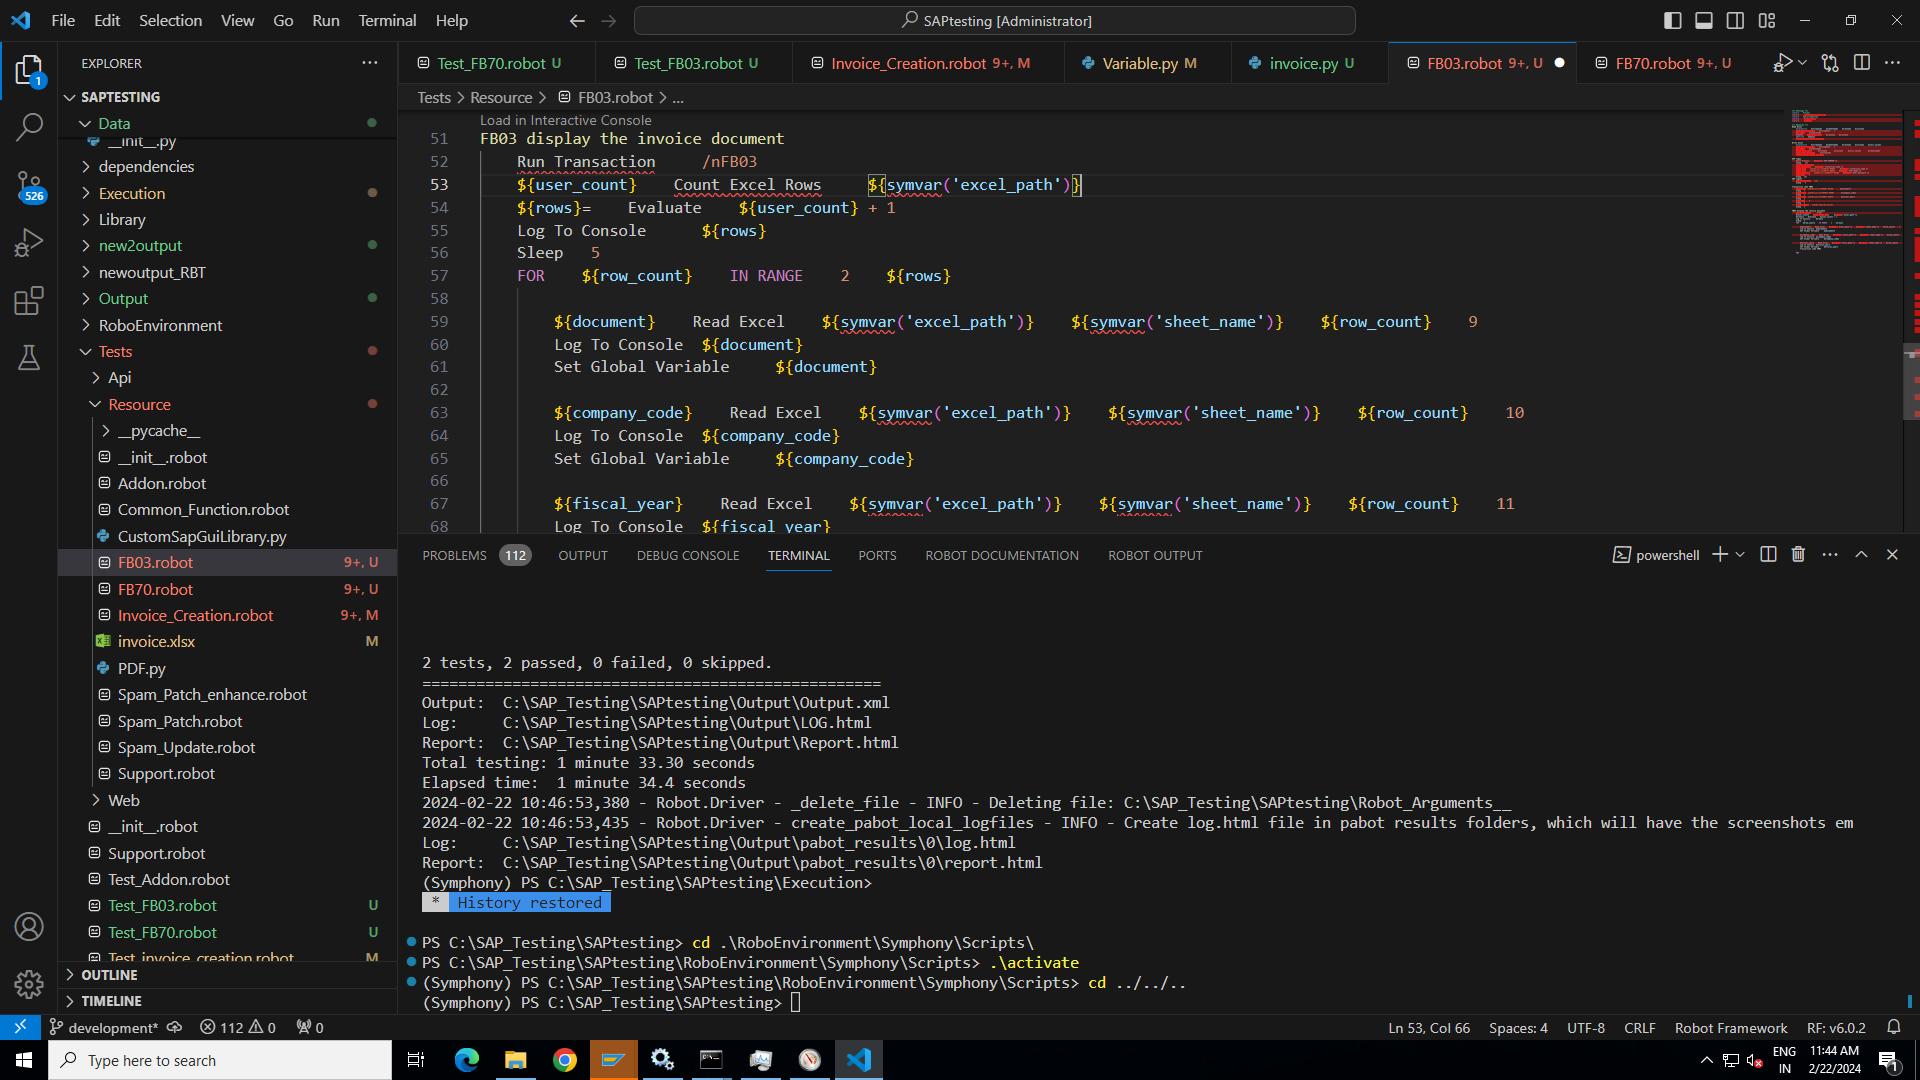 File Edit Selection View Go Run Terminal Help
SAPtesting [Administrator]
EXPLORER
SAPTESTING
Data
__init__.py
dependencies
Execution
Library
new2output
newoutput_RBT
Output
RoboEnvironment
Tests
Api
Resource
__pycache__
__init__.robot
Addon.robot
Common_Function.robot
CustomSapGuiLibrary.py
FB03.robot 9+, U
FB70.robot 9+, U
Invoice_Creation.robot 9+, M
invoice.xlsx M
PDF.py
Spam_Patch_enhance.robot
Spam_Patch.robot
Spam_Update.robot
Support.robot
Web
__init__.robot
Support.robot
Test_Addon.robot
Test_FB03.robot U
Test_FB70.robot U
Test_invoice_creation.robot M
OUTLINE
TIMELINE
1
526
Test_FB70.robot U Test_FB03.robot U Invoice_Creation.robot 9+, M Variable.py M invoice.py U FB03.robot 9+, U FB70.robot 9+, U
Tests > Resource > FB03.robot > ...
Load in Interactive Console
51 FB03 display the invoice document
52 Run Transaction /nFB03
53 ${user_count} Count Excel Rows ${symvar('excel_path')}
54 ${rows}= Evaluate ${user_count} + 1
55 Log To Console ${rows}
56 Sleep 5
57 FOR ${row_count} IN RANGE 2 ${rows}
58
59 ${document} Read Excel ${symvar('excel_path')} ${symvar('sheet_name')} ${row_count} 9
60 Log To Console ${document}
61 Set Global Variable ${document}
62
63 ${company_code} Read Excel ${symvar('excel_path')} ${symvar('sheet_name')} ${row_count} 10
64 Log To Console ${company_code}
65 Set Global Variable ${company_code}
66
67 ${fiscal_year} Read Excel ${symvar('excel_path')} ${symvar('sheet_name')} ${row_count} 11
68 Log To Console ${fiscal_year}
PROBLEMS 112 OUTPUT DEBUG CONSOLE TERMINAL PORTS ROBOT DOCUMENTATION ROBOT OUTPUT powershell
2 tests, 2 passed, 0 failed, 0 skipped.
===================================================
Output: C:\SAP_Testing\SAPtesting\Output\Output.xml
Log: C:\SAP_Testing\SAPtesting\Output\LOG.html
Report: C:\SAP_Testing\SAPtesting\Output\Report.html
Total testing: 1 minute 33.30 seconds
Elapsed time: 1 minute 34.4 seconds
2024-02-22 10:46:53,380 - Robot.Driver - _delete_file - INFO - Deleting file: C:\SAP_Testing\SAPtesting\Robot_Arguments__
2024-02-22 10:46:53,435 - Robot.Driver - create_pabot_local_logfiles - INFO - Create log.html file in pabot results folders, which will have the screenshots em
Log: C:\SAP_Testing\SAPtesting\Output\pabot_results\0\log.html
Report: C:\SAP_Testing\SAPtesting\Output\pabot_results\0\report.html
(Symphony) PS C:\SAP_Testing\SAPtesting\Execution>
* History restored
PS C:\SAP_Testing\SAPtesting> cd .\RoboEnvironment\Symphony\Scripts\
PS C:\SAP_Testing\SAPtesting\RoboEnvironment\Symphony\Scripts> .\activate
(Symphony) PS C:\SAP_Testing\SAPtesting\RoboEnvironment\Symphony\Scripts> cd ../../..
(Symphony) PS C:\SAP_Testing\SAPtesting>
development* 112 0 0 Ln 53, Col 66 Spaces: 4 UTF-8 CRLF Robot Framework RF: v6.0.2
Type here to search
ENG
IN
11:44 AM
2/22/2024
1